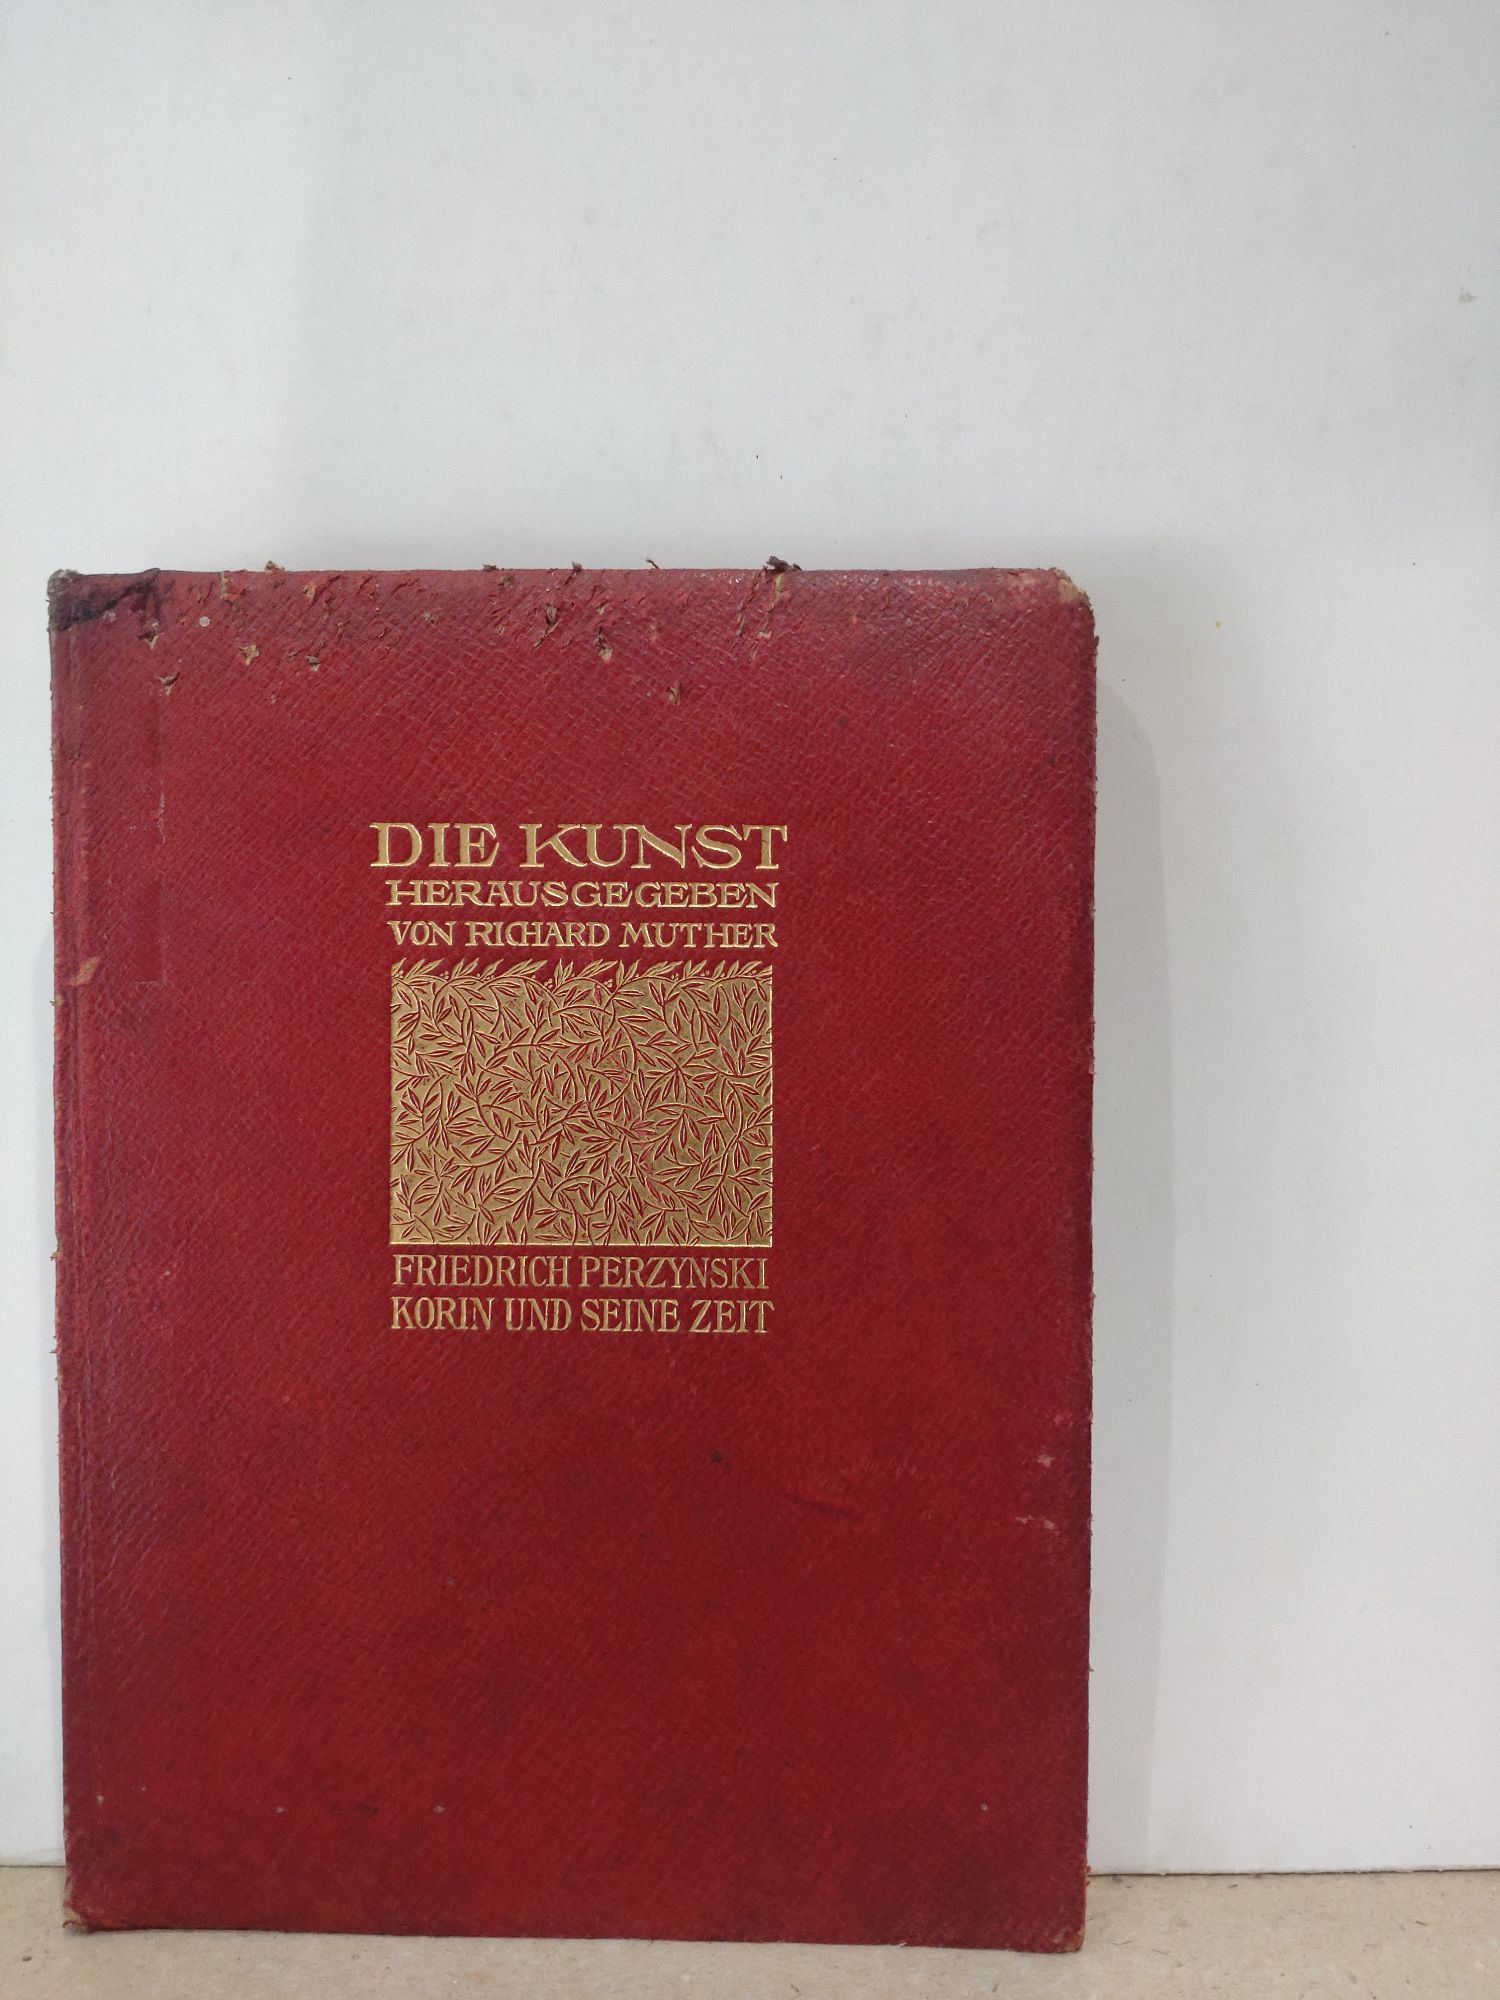 DIE KUNST
HERAUSGEGEBEN
VON RICHARD MUTHER
FRIEDRICH PERZYNSKI
KORIN UND SEINE ZEIT